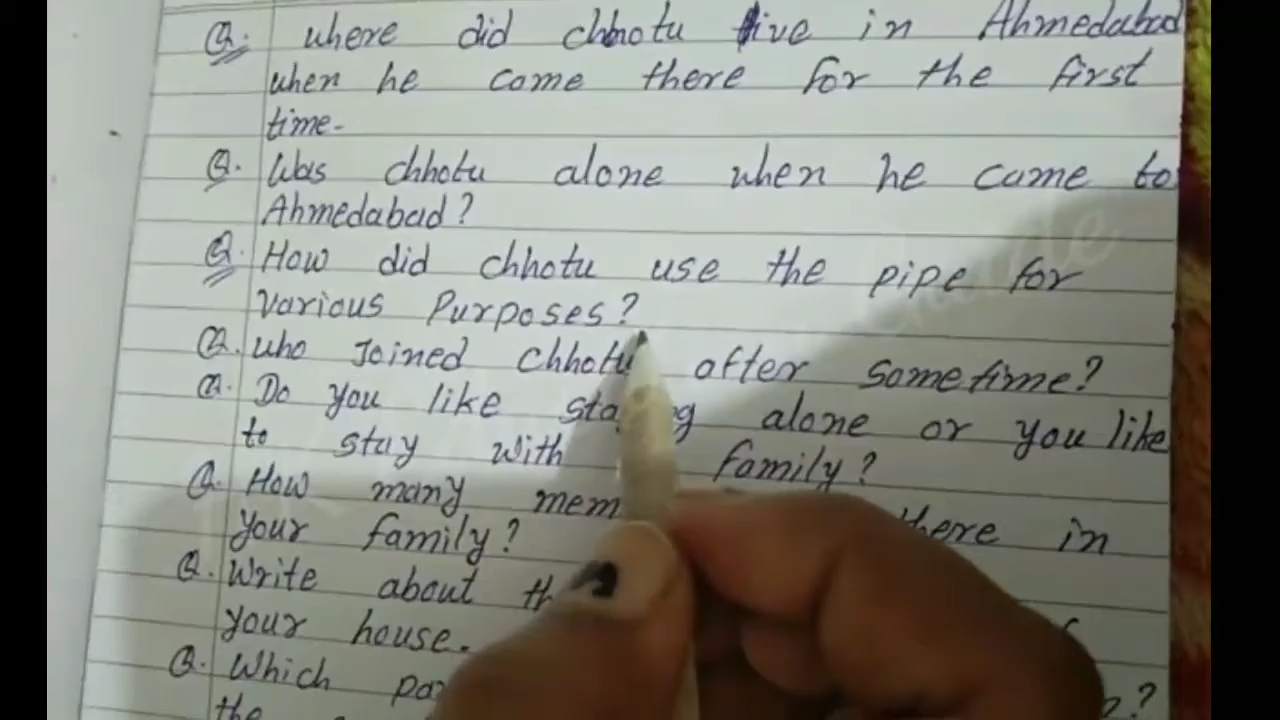 Q. where did chhotu live in Ahmedabad
when he come there for the first
time-
Q. Was chhotu alone when he came to
Ahmedabad?
Q. How did chhotu use the pipe for
various Purposes?
Q. who Joined Chhotu after sometime?
Q. Do you like alone or you like
to stay with family?
Q. How many there in
your family?
Q. Write about
your house.
Q. Which
the